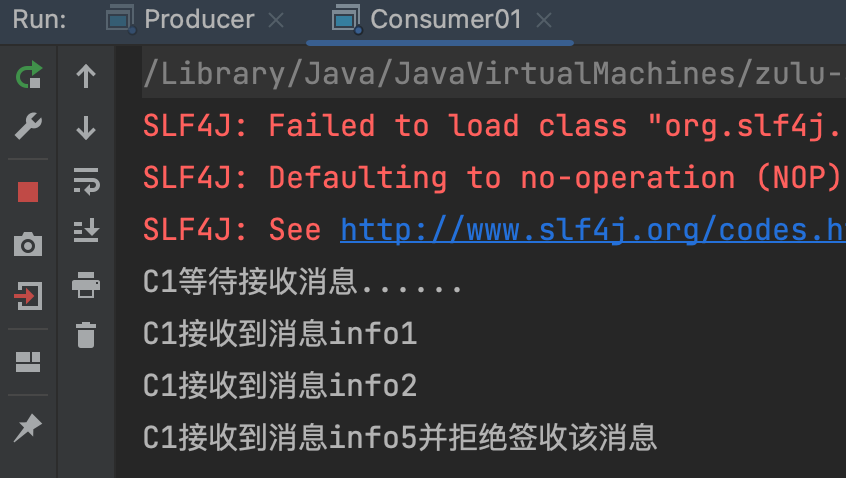 Run: Producer Consumer01
/Library/Java/JavaVirtualMachines/zulu-
SLF4J: Failed to load class "org.slf4j.
SLF4J: Defaulting to no-operation (NOP)
SLF4J: See http://www.slf4j.org/codes.h
C1等待接收消息......
C1接收到消息info1
C1接收到消息info2
C1接收到消息info5并拒绝签收该消息